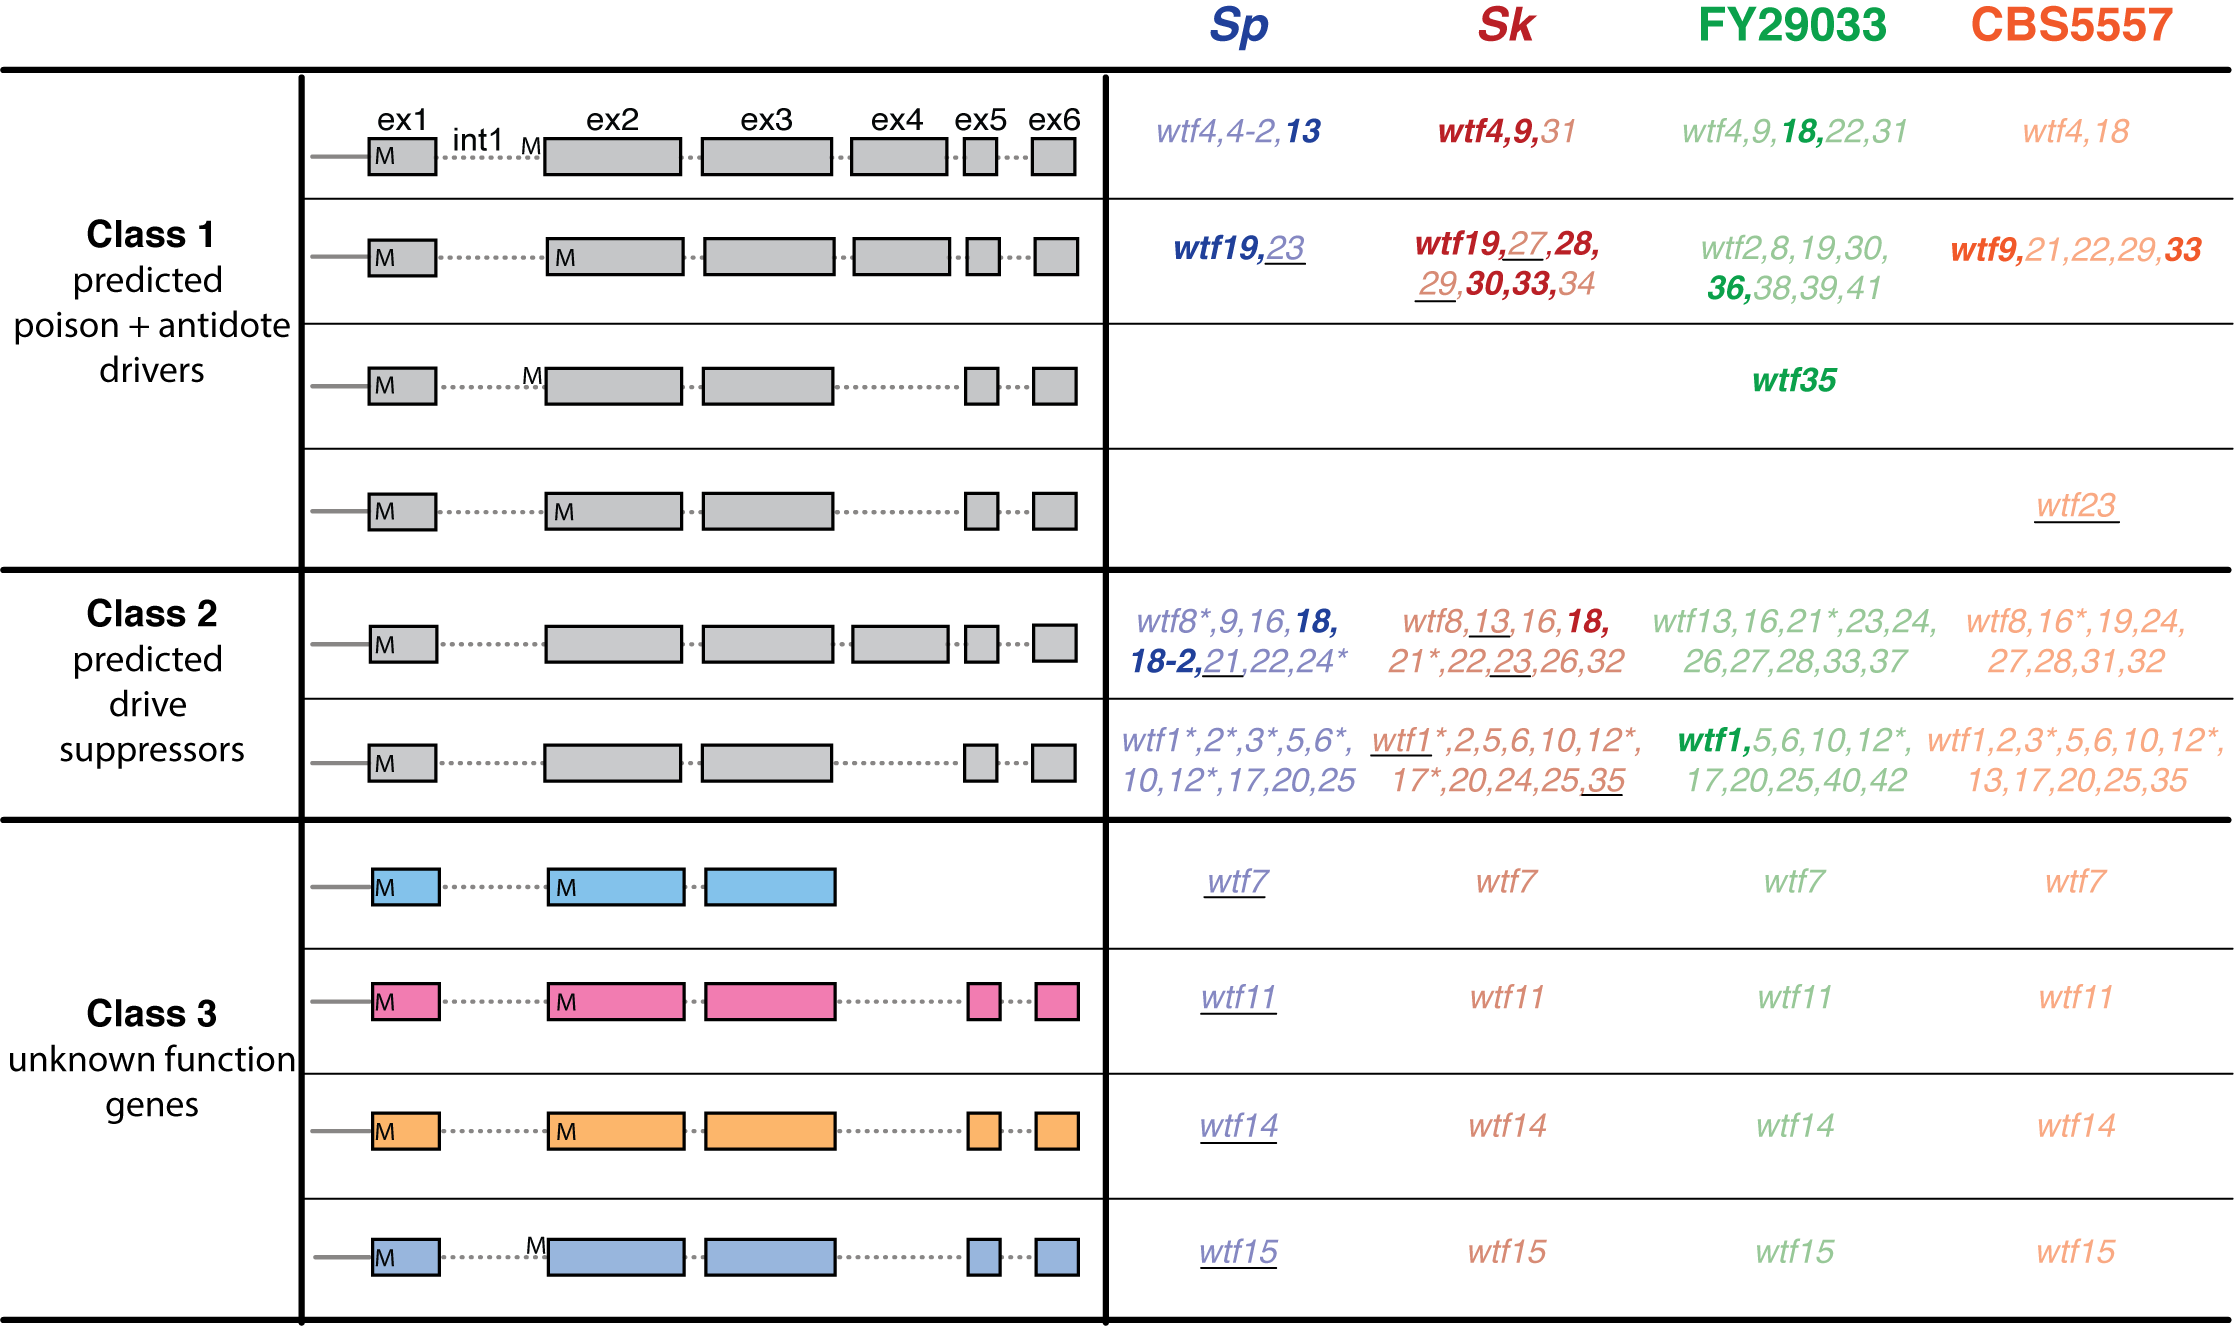 Sp Sk FY29033 CBS5557
ex1 int1 M ex2 ex3 ex4 ex5 ex6
M
wtf4,4-2,13 wtf4,9,31 wtf4,9,18,22,31 wtf4,18
Class 1
predicted
poison + antidote
drivers
M M
wtf19,23
wtf19,27,28,
29,30,33,34
wtf2,8,19,30,
36,38,39,41
wtf9,21,22,29,33
M M
wtf35
M M
wtf23
Class 2
predicted
drive
suppressors
M
wtf8*,9,16,18,
18-2,21,22,24*
wtf8,13,16,18,
21*,22,23,26,32
wtf13,16,21*,23,24,
26,27,28,33,37
wtf8,16*,19,24,
27,28,31,32
M
wtf1*,2*,3*,5,6*,
10,12*,17,20,25
wtf1*,2,5,6,10,12*,
17*,20,24,25,35
wtf1,5,6,10,12*,
17,20,25,40,42
wtf1,2,3*,5,6,10,12*,
13,17,20,25,35
Class 3
unknown function
genes
M M
wtf7 wtf7 wtf7 wtf7
M M
wtf11 wtf11 wtf11 wtf11
M M
wtf14 wtf14 wtf14 wtf14
M M
wtf15 wtf15 wtf15 wtf15